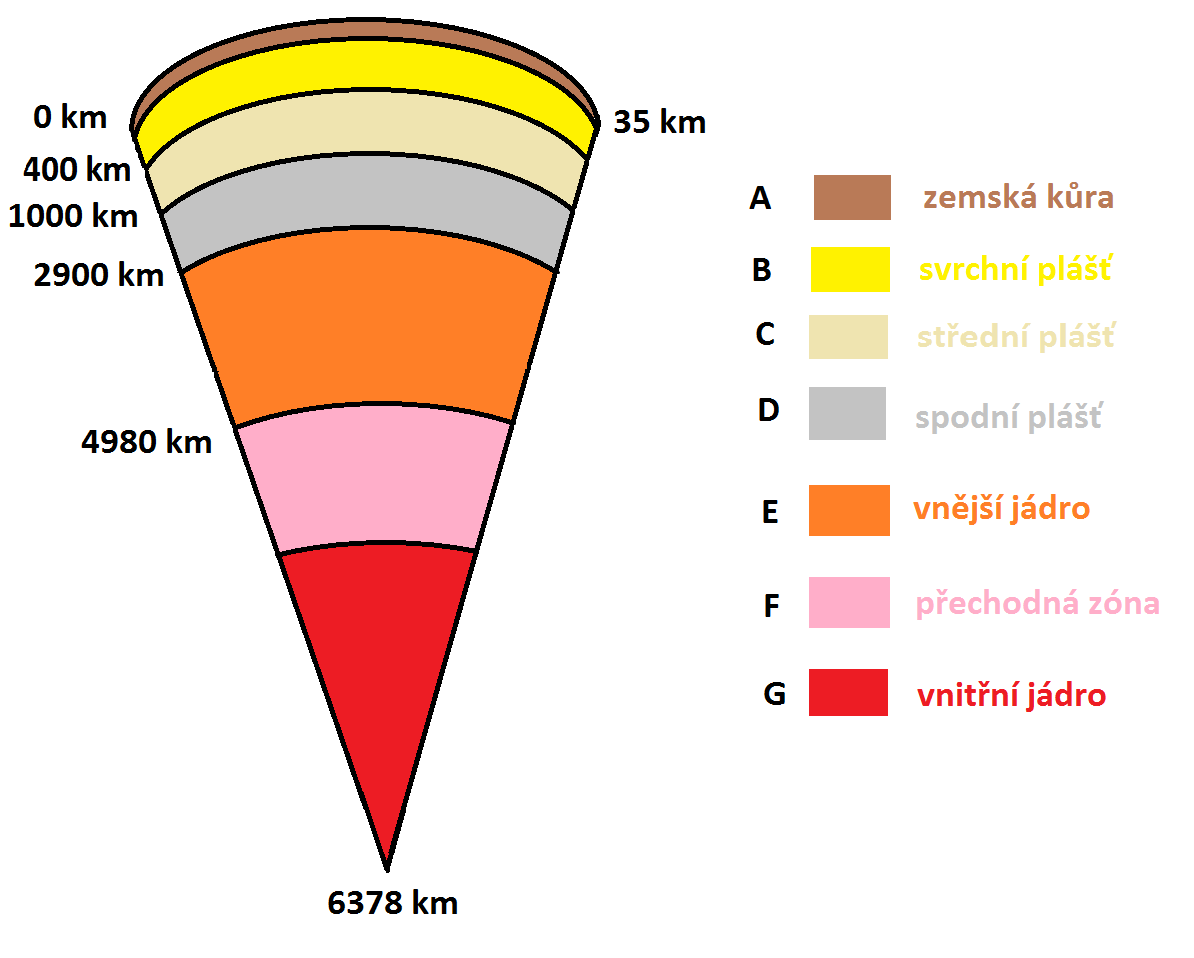 0 km
35 km
400 km
1000 km
2900 km
4980 km
6378 km
A zemská kůra
B svrchní plášť
C střední plášť
D spodní plášť
E vnější jádro
F přechodná zóna
G vnitřní jádro